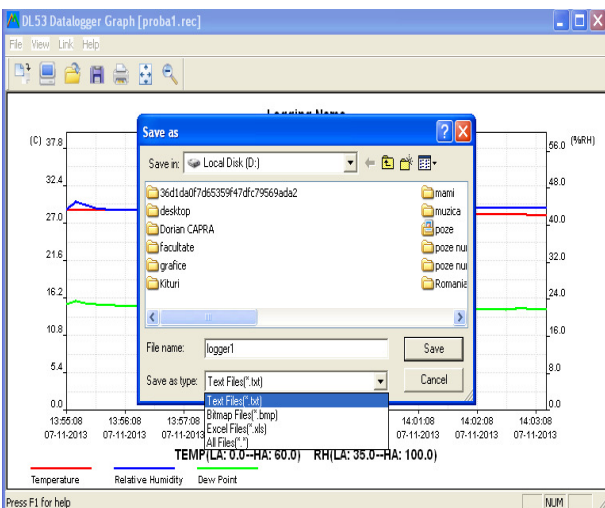 DL53 Datalogger Graph [proba1.rec]
File View Link Help
Logging Name
Save as
Save in: Local Disk (D:)
36d1da0f7d65359f47dfc79569ada2
desktop
Dorian CAPRA
facultate
grafice
Kituri
mami
muzica
poze
poze nu
poze nu
Romania
File name: logger1 Save
Save as type: Text Files(*.txt) Cancel
Text Files(*.txt)
Bitmap Files(*.bmp)
Excel Files(*.xls)
All Files(*.*)
(C) 37.8
32.4
27.0
21.6
16.2
10.8
5.4
0.0
56.0 (%RH)
48.0
40.0
32.0
24.0
16.0
8.0
0.0
13:55:08 13:56:08 13:57:08 14:01:08 14:02:08 14:03:08
07-11-2013 07-11-2013 07-11-2013 07-11-2013 07-11-2013 07-11-2013
TEMP(LA: 0.0--HA: 60.0) RH(LA: 35.0--HA: 100.0)
Temperature Relative Humidity Dew Point
Press F1 for help NUM